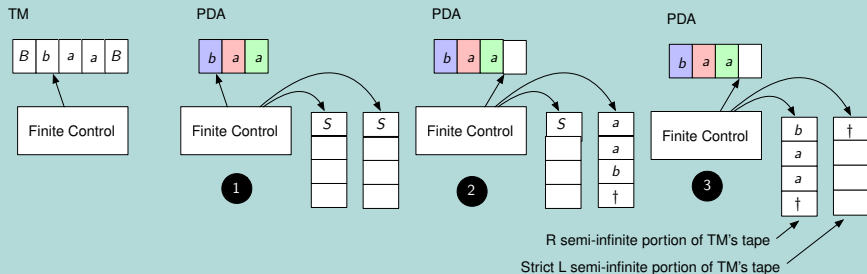 TM
B b a a B
Finite Control
PDA
b a a
Finite Control
S S
1
PDA
b a a
Finite Control
S a
a
b
†
2
PDA
b a a
Finite Control
b †
a
a
†
3
R semi-infinite portion of TM's tape
Strict L semi-infinite portion of TM's tape